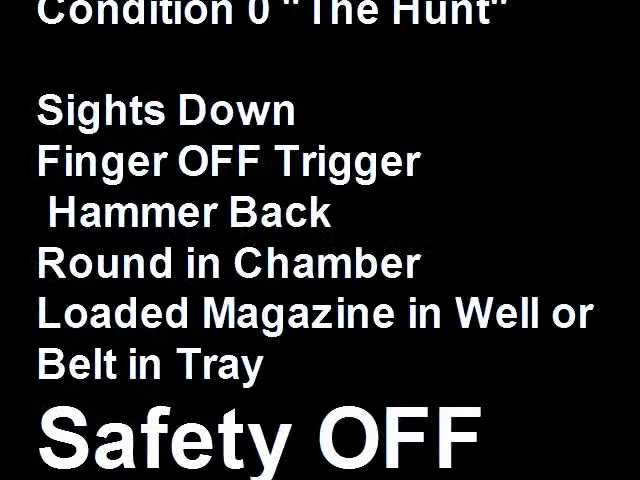 Condition 0 "The Hunt"
Sights Down
Finger OFF Trigger
Hammer Back
Round in Chamber
Loaded Magazine in Well or
Belt in Tray
Safety OFF